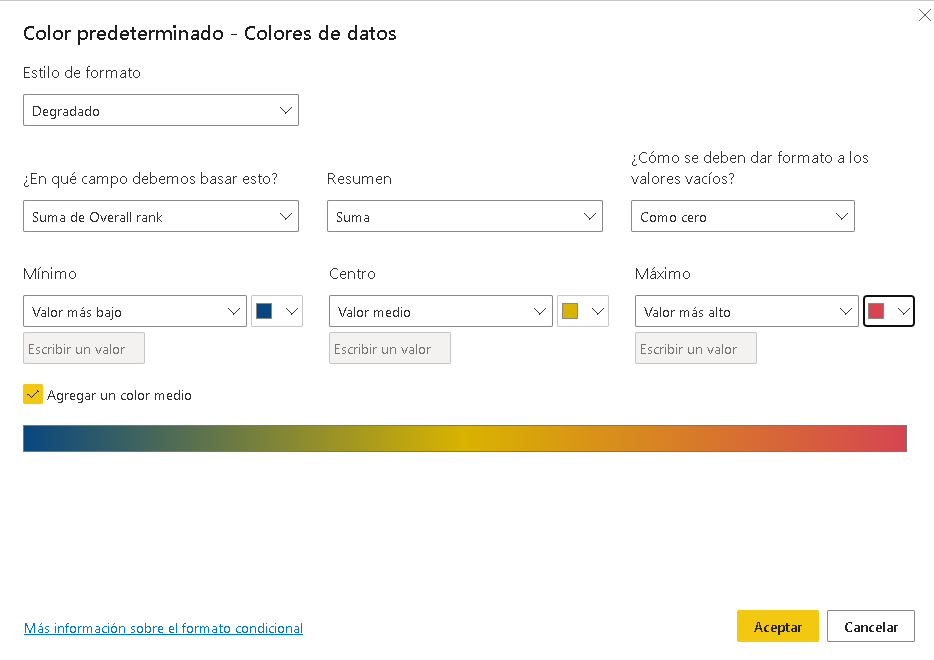 Color predeterminado - Colores de datos
Estilo de formato
Degradado
¿En qué campo debemos basar esto?
Resumen
¿Cómo se deben dar formato a los
valores vacíos?
Suma de Overall rank
Suma
Como cero
Mínimo
Centro
Máximo
Valor más bajo
Valor medio
Valor más alto
Escribir un valor
Escribir un valor
Escribir un valor
Agregar un color medio
Más información sobre el formato condicional
Aceptar
Cancelar